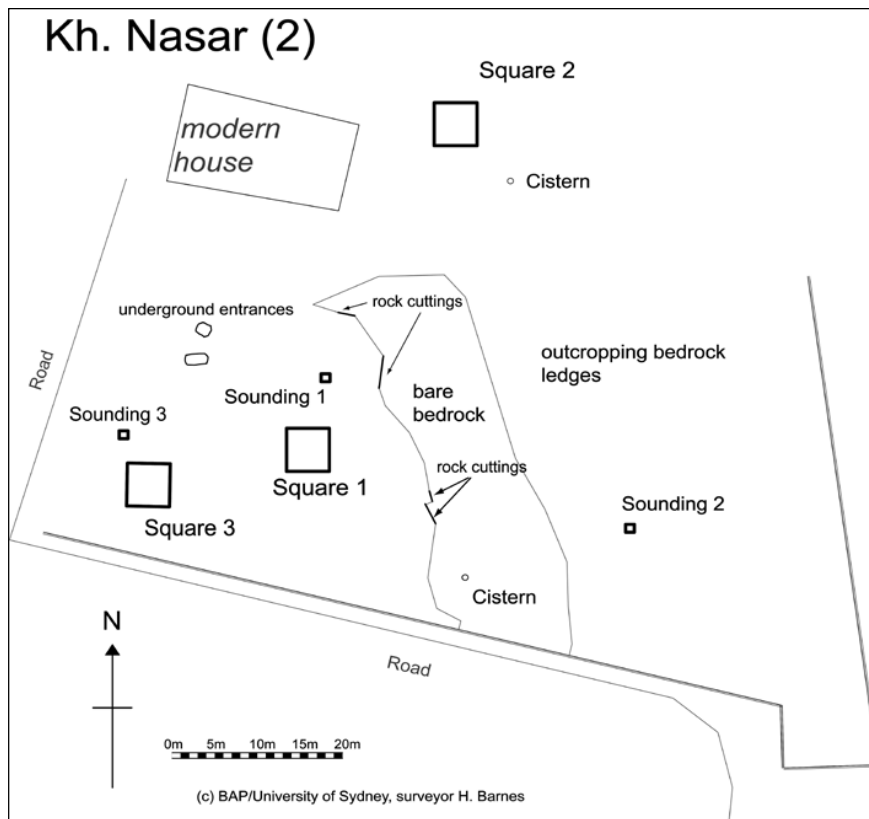 Kh. Nasar (2)
Square 2
modern
house
Cistern
rock cuttings
underground entrances
outcropping bedrock
ledges
Road
bare
bedrock
Sounding 1
Sounding 3
rock cuttings
Square 1
Sounding 2
Square 3
Cistern
N
Road
0m 5m 10m 15m 20m
(c) BAP/University of Sydney, surveyor H. Barnes